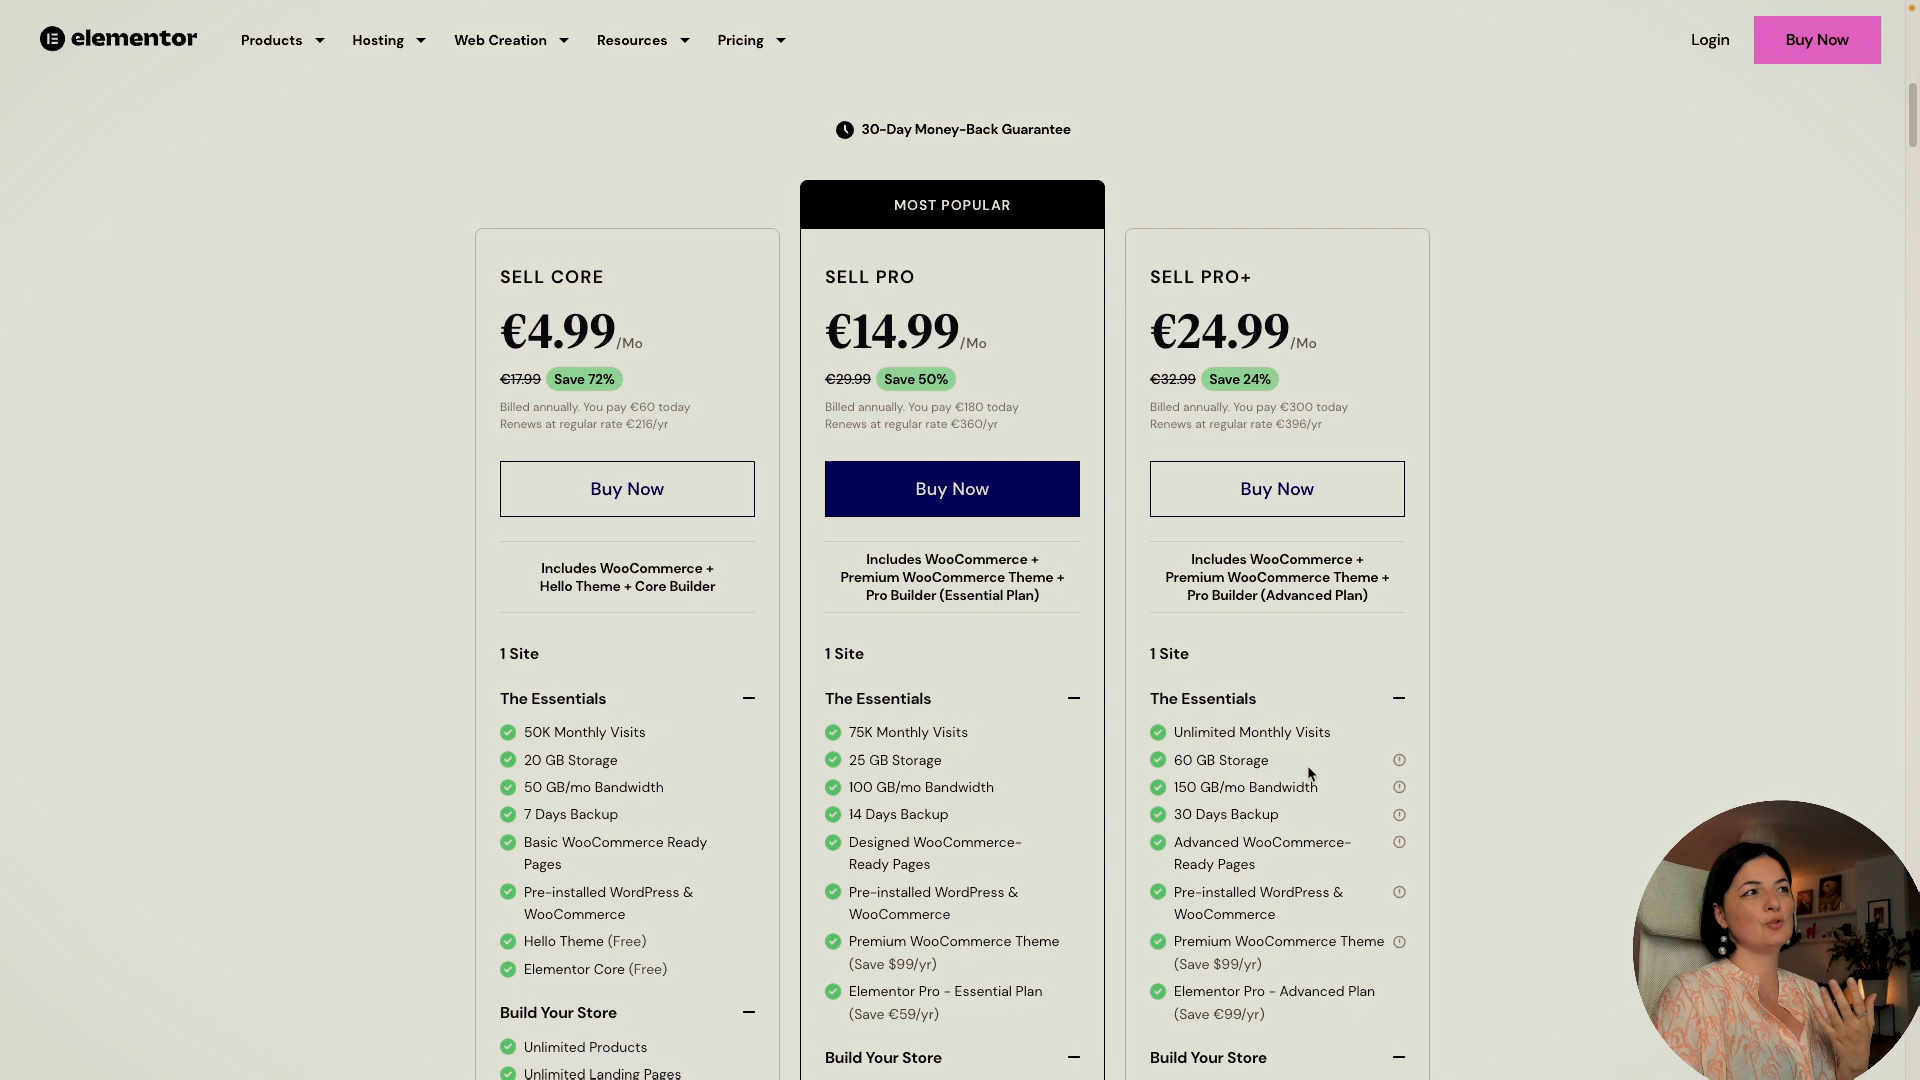 elementor
Products
Hosting
Web Creation
Resources
Pricing
Login
Buy Now
30-Day Money-Back Guarantee
SELL CORE
€4.99/Mo
€17.99 Save 72%
Billed annually. You pay €60 today
Renews at regular rate €216/yr
Buy Now
Includes WooCommerce +
Hello Theme + Core Builder
1 Site
The Essentials
50K Monthly Visits
20 GB Storage
50 GB/mo Bandwidth
7 Days Backup
Basic WooCommerce Ready
Pages
Pre-installed WordPress &
WooCommerce
Hello Theme (Free)
Elementor Core (Free)
Build Your Store
Unlimited Products
Unlimited Landing Pages
MOST POPULAR
SELL PRO
€14.99/Mo
€29.99 Save 50%
Billed annually. You pay €180 today
Renews at regular rate €360/yr
Buy Now
Includes WooCommerce +
Premium WooCommerce Theme +
Pro Builder (Essential Plan)
1 Site
The Essentials
75K Monthly Visits
25 GB Storage
100 GB/mo Bandwidth
14 Days Backup
Designed WooCommerce-
Ready Pages
Pre-installed WordPress &
WooCommerce
Premium WooCommerce Theme
(Save $99/yr)
Elementor Pro - Essential Plan
(Save €59/yr)
Build Your Store
SELL PRO+
€24.99/Mo
€32.99 Save 24%
Billed annually. You pay €300 today
Renews at regular rate €396/yr
Buy Now
Includes WooCommerce +
Premium WooCommerce Theme +
Pro Builder (Advanced Plan)
1 Site
The Essentials
Unlimited Monthly Visits
60 GB Storage
150 GB/mo Bandwidth
30 Days Backup
Advanced WooCommerce-
Ready Pages
Pre-installed WordPress &
WooCommerce
Premium WooCommerce Theme
(Save $99/yr)
Elementor Pro - Advanced Plan
(Save €99/yr)
Build Your Store